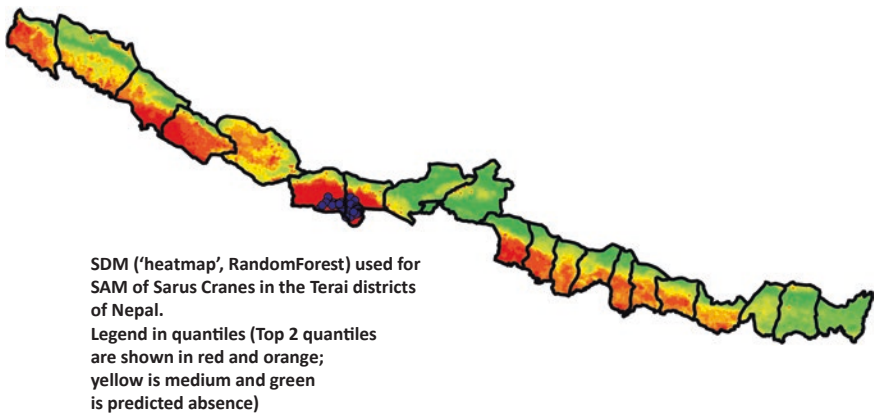 SDM (‘heatmap’, RandomForest) used for
SAM of Sarus Cranes in the Terai districts
of Nepal.
Legend in quantiles (Top 2 quantiles
are shown in red and orange;
yellow is medium and green
is predicted absence)